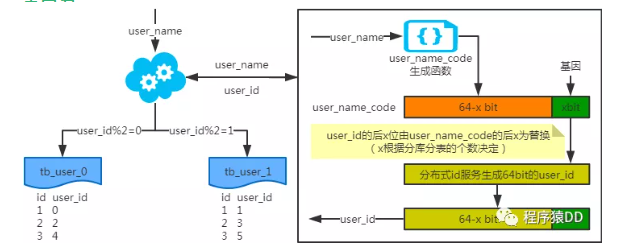 user_name
user_name
user_id
user_id%2=0
user_id%2=1
tb_user_0
tb_user_1
id user_id
1 0
2 2
3 4
id user_id
1 1
2 3
3 5
user_name
{}
user_name_code
生成函数
基因
user_name_code
64-x bit
xbit
user_id的后x位由user_name_code的后x为替换
（x根据分库分表的个数决定）
分布式id服务生成64bit的user_id
user_id
64-x bit
程序猿DD